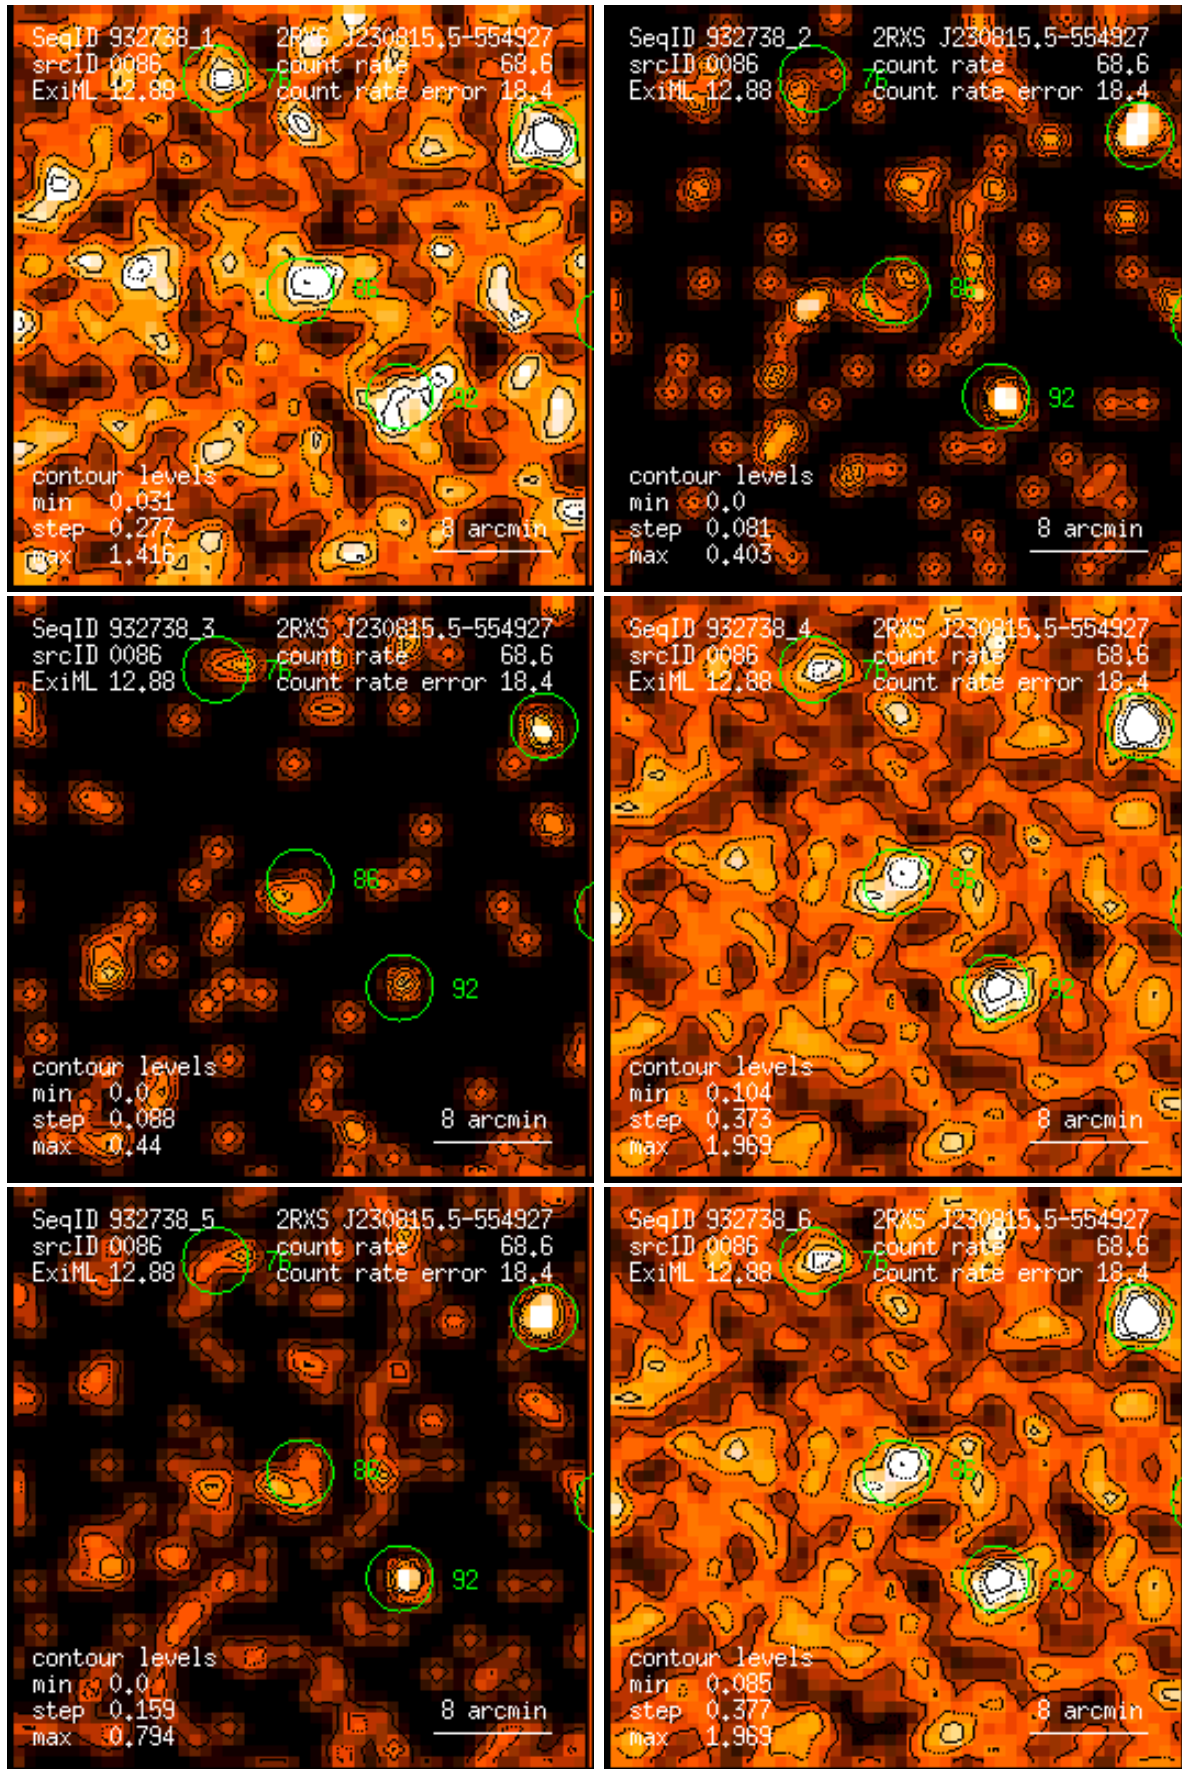 SeqID 932738_1 2RXS J230815.5-554927
srcID 0086 count rate 68.6
ExiML 12.88 count rate error 18.4
76
86
92
contour levels
min 0.031
step 0.277
max 1.416
8 arcmin
SeqID 932738_2 2RXS J230815.5-554927
srcID 0086 count rate 68.6
ExiML 12.88 count rate error 18.4
76
86
92
contour levels
min 0.0
step 0.081
max 0.403
8 arcmin
SeqID 932738_3 2RXS J230815.5-554927
srcID 0086 count rate 68.6
ExiML 12.88 count rate error 18.4
76
86
92
contour levels
min 0.0
step 0.088
max 0.44
8 arcmin
SeqID 932738_4 2RXS J230815.5-554927
srcID 0086 count rate 68.6
ExiML 12.88 count rate error 18.4
76
86
92
contour levels
min 0.104
step 0.373
max 1.969
8 arcmin
SeqID 932738_5 2RXS J230815.5-554927
srcID 0086 count rate 68.6
ExiML 12.88 count rate error 18.4
76
86
92
contour levels
min 0.0
step 0.159
max 0.794
8 arcmin
SeqID 932738_6 2RXS J230815.5-554927
srcID 0086 count rate 68.6
ExiML 12.88 count rate error 18.4
76
86
92
contour levels
min 0.085
step 0.377
max 1.969
8 arcmin